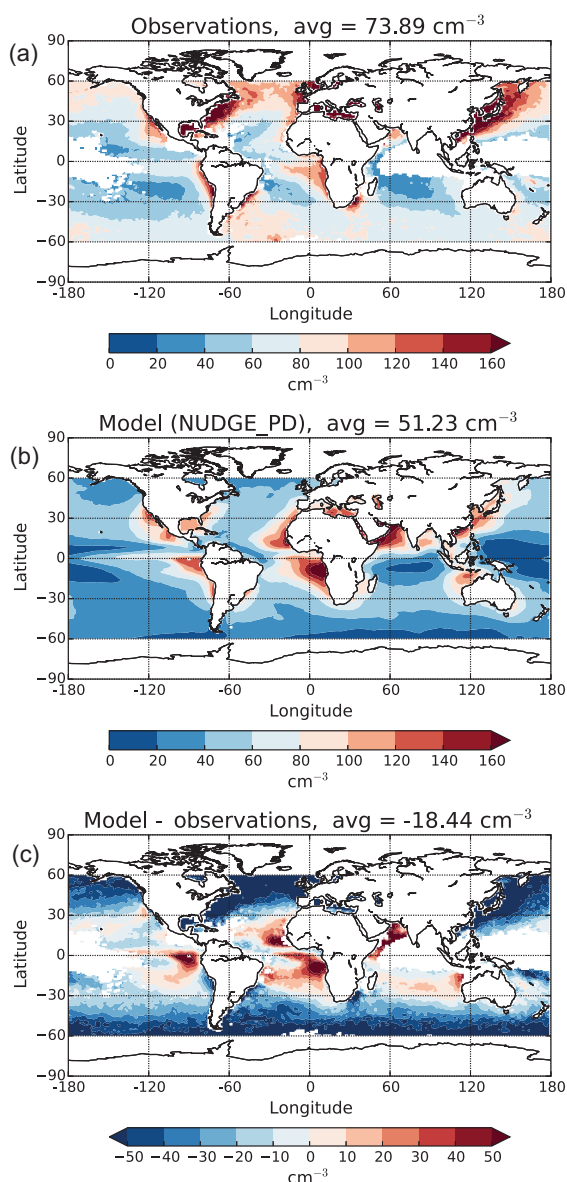 (a)
Observations, avg = 73.89 cm⁻³
90
60
30
0
−30
−60
−90
Latitude
-180 -120 -60 0 60 120 180
Longitude
0 20 40 60 80 100 120 140 160
cm⁻³
(b)
Model (NUDGE_PD), avg = 51.23 cm⁻³
90
60
30
0
−30
−60
−90
Latitude
-180 -120 -60 0 60 120 180
Longitude
0 20 40 60 80 100 120 140 160
cm⁻³
(c)
Model - observations, avg = -18.44 cm⁻³
90
60
30
0
−30
−60
−90
Latitude
-180 -120 -60 0 60 120 180
Longitude
−50 −40 −30 −20 −10 0 10 20 30 40 50
cm⁻³